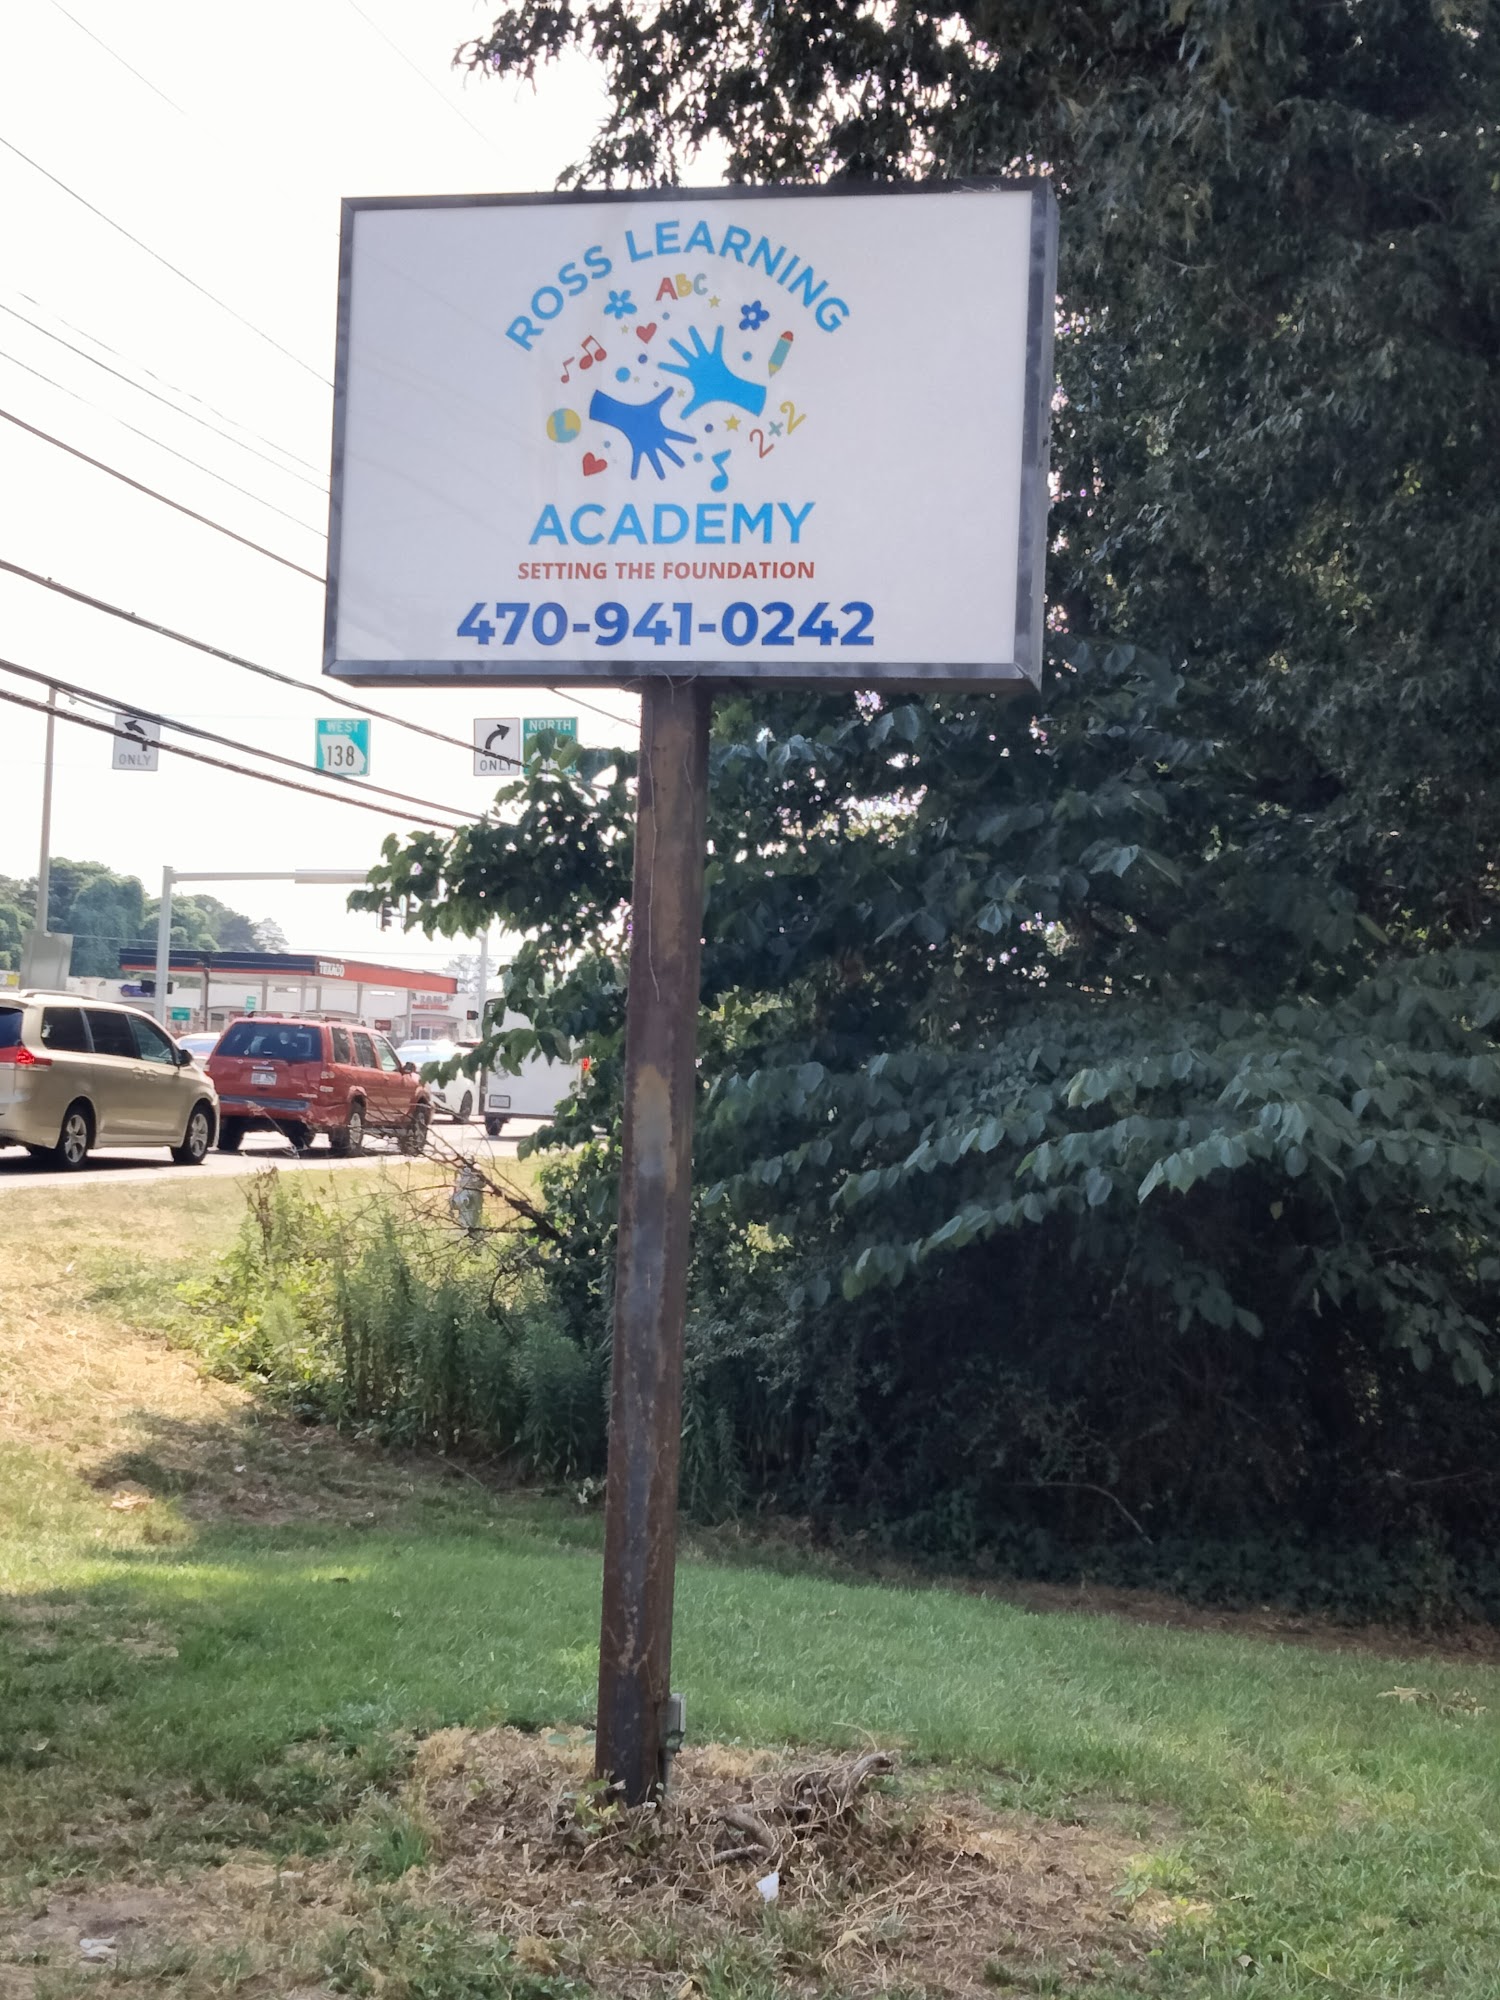 ROSS LEARNING
ABC
2×2
ACADEMY
SETTING THE FOUNDATION
470-941-0242
ONLY
WEST
138
ONLY
NORTH
TEXACO